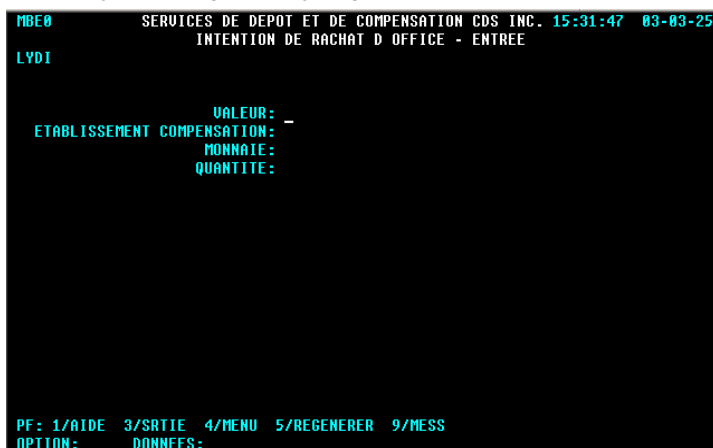 MBE0 SERVICES DE DEPOT ET DE COMPENSATION CDS INC. 15:31:47 03-03-25
INTENTION DE RACHAT D OFFICE - ENTREE
LYDI
VALEUR: _
ETABLISSEMENT COMPENSATION:
MONNAIE:
QUANTITE:
PF: 1/AIDE 3/SRTIE 4/MENU 5/REGENERER 9/MESS
OPTION: DONNEES: